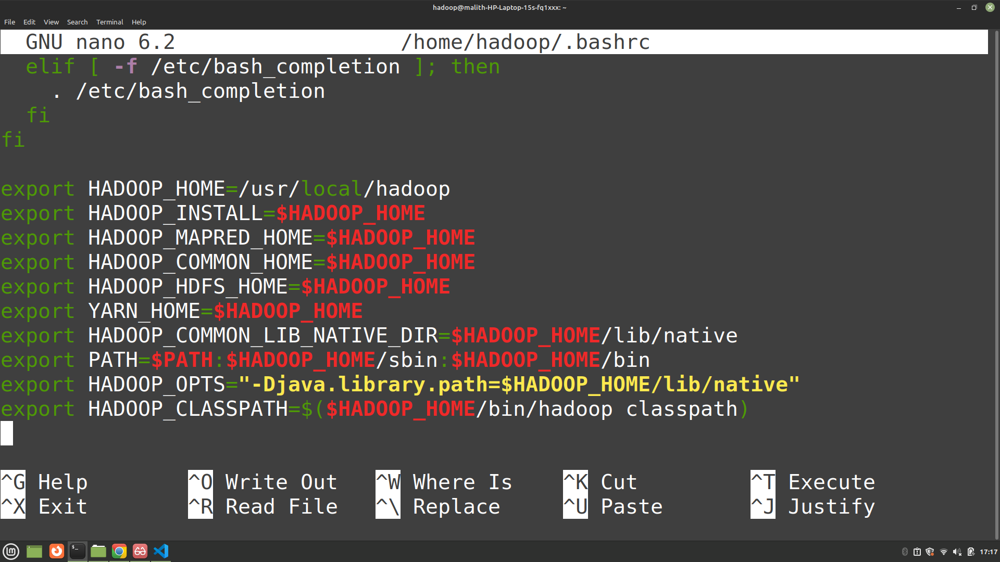 hadoop@malith-HP-Laptop-15s-fq1xxx: ~
File Edit View Search Terminal Help
GNU nano 6.2 /home/hadoop/.bashrc
elif [ -f /etc/bash_completion ]; then
. /etc/bash_completion
fi
fi
export HADOOP_HOME=/usr/local/hadoop
export HADOOP_INSTALL=$HADOOP_HOME
export HADOOP_MAPRED_HOME=$HADOOP_HOME
export HADOOP_COMMON_HOME=$HADOOP_HOME
export HADOOP_HDFS_HOME=$HADOOP_HOME
export YARN_HOME=$HADOOP_HOME
export HADOOP_COMMON_LIB_NATIVE_DIR=$HADOOP_HOME/lib/native
export PATH=$PATH:$HADOOP_HOME/sbin:$HADOOP_HOME/bin
export HADOOP_OPTS="-Djava.library.path=$HADOOP_HOME/lib/native"
export HADOOP_CLASSPATH=$($HADOOP_HOME/bin/hadoop classpath)
^G Help ^O Write Out ^W Where Is ^K Cut ^T Execute
^X Exit ^R Read File ^\ Replace ^U Paste ^J Justify
17:17